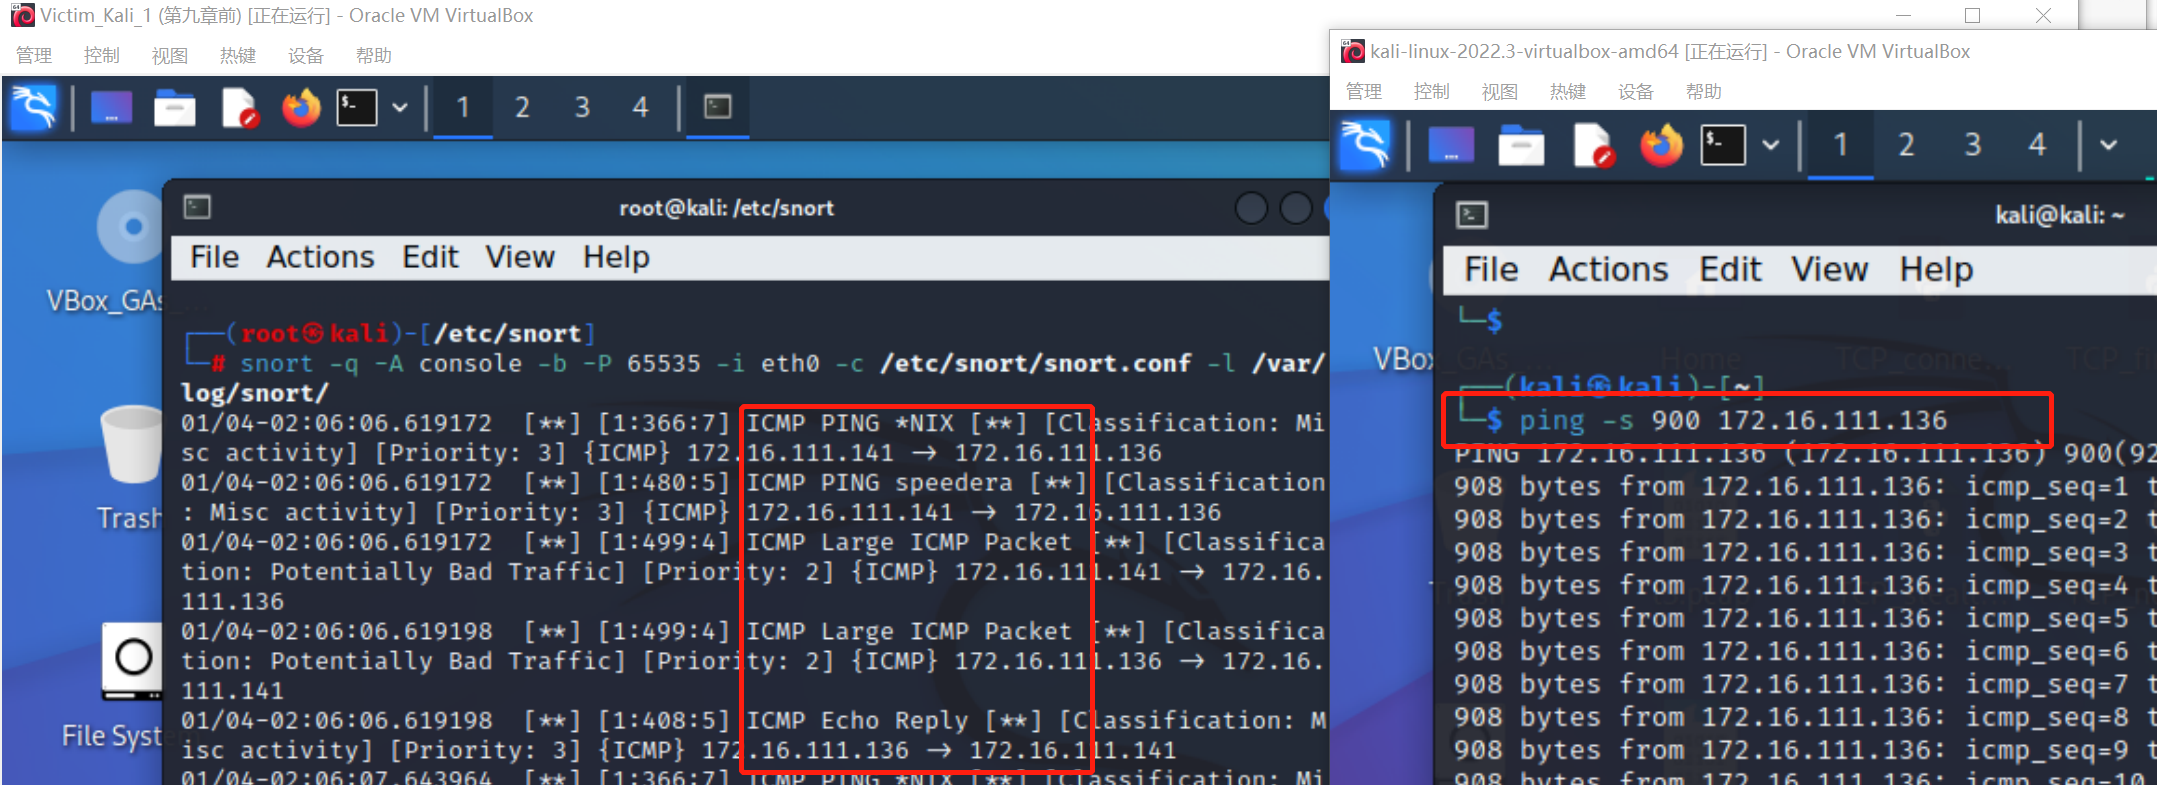 Victim_Kali_1 (第九章前) [正在运行] - Oracle VM VirtualBox
管理 控制 视图 热键 设备 帮助
1 2 3 4
VBox_GAs_...
Trash
File System
root@kali: /etc/snort
File Actions Edit View Help
(root㉿kali)-[/etc/snort]
# snort -q -A console -b -P 65535 -i eth0 -c /etc/snort/snort.conf -l /var/
log/snort/
01/04-02:06:06.619172 [**] [1:366:7] ICMP PING *NIX [**] [Classification: Mi
sc activity] [Priority: 3] {ICMP} 172.16.111.141 → 172.16.111.136
01/04-02:06:06.619172 [**] [1:480:5] ICMP PING speedera [**] [Classification
: Misc activity] [Priority: 3] {ICMP} 172.16.111.141 → 172.16.111.136
01/04-02:06:06.619172 [**] [1:499:4] ICMP Large ICMP Packet [**] [Classifica
tion: Potentially Bad Traffic] [Priority: 2] {ICMP} 172.16.111.141 → 172.16.
111.136
01/04-02:06:06.619198 [**] [1:499:4] ICMP Large ICMP Packet [**] [Classifica
tion: Potentially Bad Traffic] [Priority: 2] {ICMP} 172.16.111.136 → 172.16.
111.141
01/04-02:06:06.619198 [**] [1:408:5] ICMP Echo Reply [**] [Classification: M
isc activity] [Priority: 3] {ICMP} 172.16.111.136 → 172.16.111.141
01/04-02:06:07.643964 [**] [1:366:7] ICMP PING *NIX [**] [Classification: Mi
kali-linux-2022.3-virtualbox-amd64 [正在运行] - Oracle VM VirtualBox
管理 控制 视图 热键 设备 帮助
1 2 3 4
kali@kali: ~
File Actions Edit View Help
$
VBox_GAs_... Home TCP_conne...
(kali㉿kali)-[~]
$ ping -s 900 172.16.111.136
PING 172.16.111.136 (172.16.111.136) 900(92
908 bytes from 172.16.111.136: icmp_seq=1 t
908 bytes from 172.16.111.136: icmp_seq=2 t
908 bytes from 172.16.111.136: icmp_seq=3 t
908 bytes from 172.16.111.136: icmp_seq=4 t
908 bytes from 172.16.111.136: icmp_seq=5 t
908 bytes from 172.16.111.136: icmp_seq=6 t
908 bytes from 172.16.111.136: icmp_seq=7 t
908 bytes from 172.16.111.136: icmp_seq=8 t
908 bytes from 172.16.111.136: icmp_seq=9 t
908 bytes from 172.16.111.136: icmp_seq=10